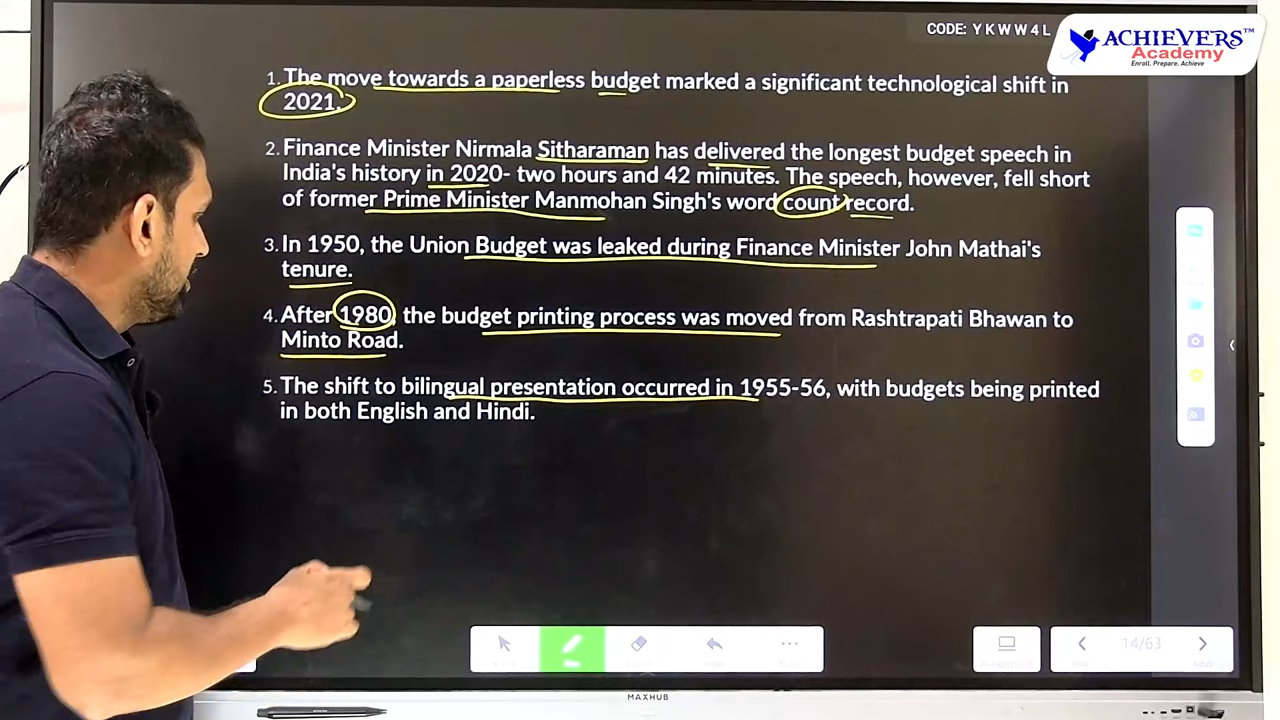 CODE: Y K W W 4 L
ACHIEVERS™
Academy
Enroll. Prepare. Achieve
1. The move towards a paperless budget marked a significant technological shift in
2021.
2. Finance Minister Nirmala Sitharaman has delivered the longest budget speech in
India's history in 2020- two hours and 42 minutes. The speech, however, fell short
of former Prime Minister Manmohan Singh's word count record.
3. In 1950, the Union Budget was leaked during Finance Minister John Mathai's
tenure.
4. After 1980, the budget printing process was moved from Rashtrapati Bhawan to
Minto Road.
5. The shift to bilingual presentation occurred in 1955-56, with budgets being printed
in both English and Hindi.
14/63
MAXHUB